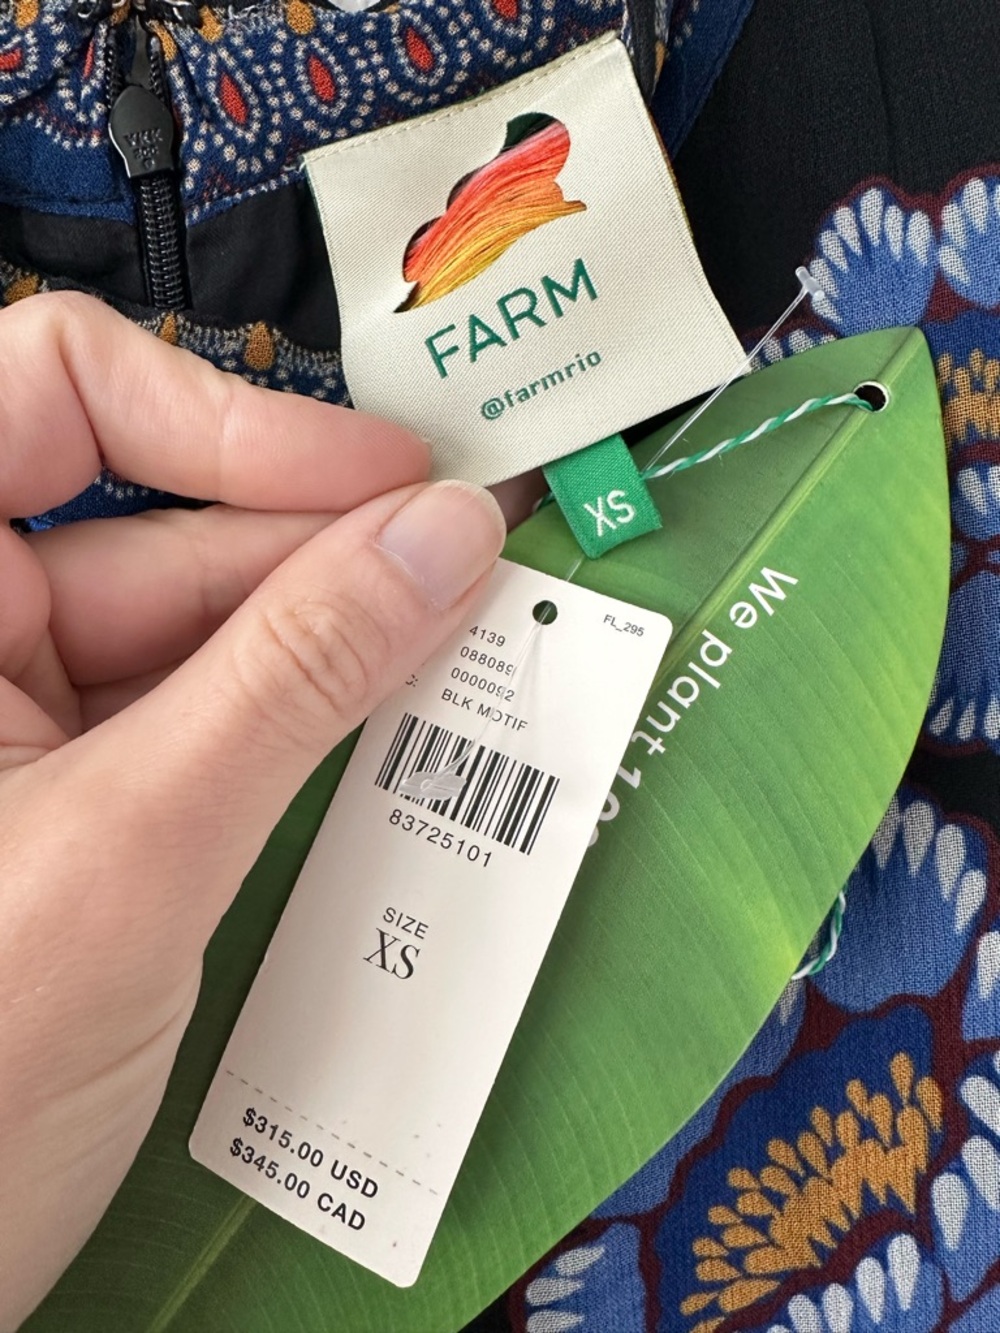 FARM
@farmrio
XS
We plant
FL_295
4139
088089
0000092
C:
BLK MOTIF
83725101
SIZE
XS
$315.00 USD
$345.00 CAD